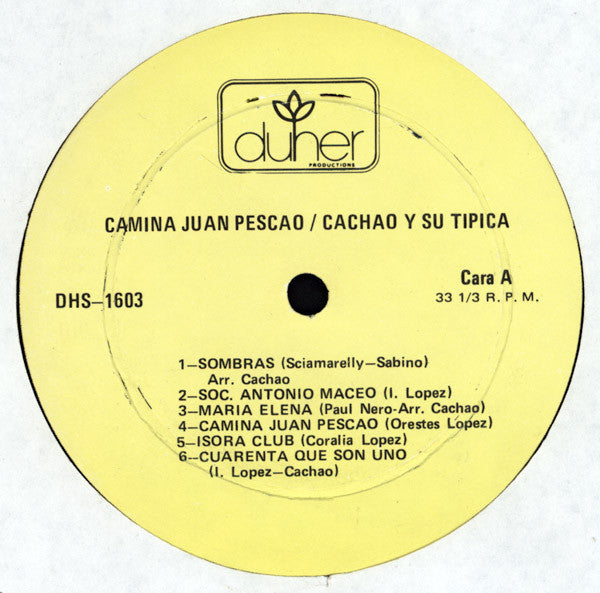 duher
PRODUCTIONS
CAMINA JUAN PESCAO / CACHAO Y SU TIPICA
Cara A
DHS—1603
33 1/3 R. P. M.
1—SOMBRAS (Sciamarelly—Sabino)
Arr. Cachao
2—SOC. ANTONIO MACEO (I. Lopez)
3—MARIA ELENA (Paul Nero-Arr. Cachao)
4—CAMINA JUAN PESCAO (Orestes Lopez)
5—ISORA CLUB (Coralia Lopez)
6—CUARENTA QUE SON UNO
(I. Lopez—Cachao)